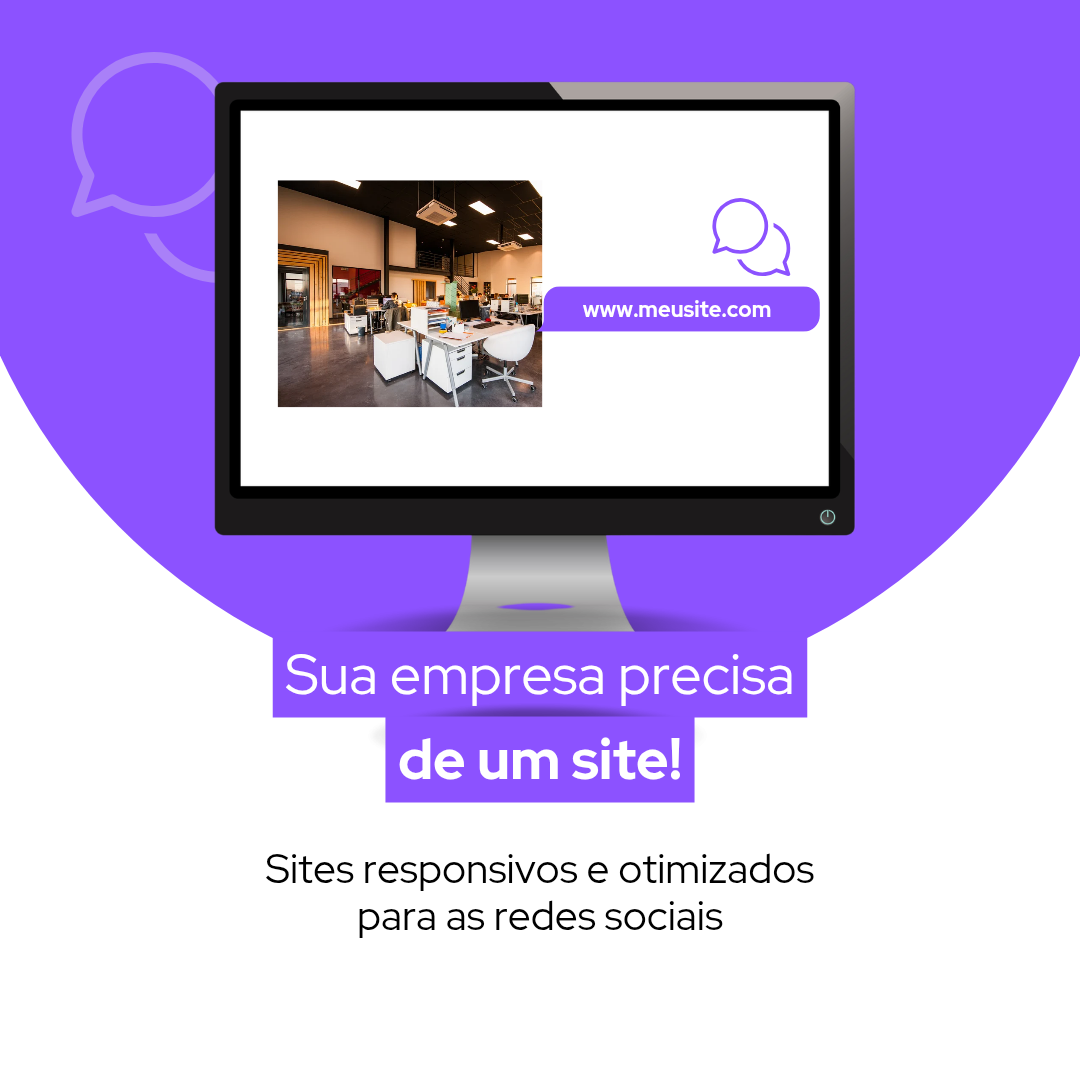 www.meusite.com
Sua empresa precisa
de um site!
Sites responsivos e otimizados
para as redes sociais